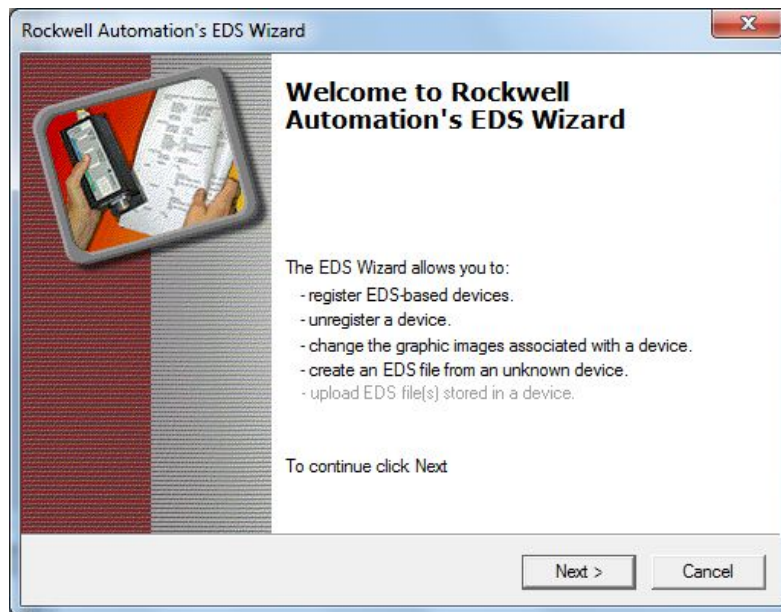 Rockwell Automation's EDS Wizard
Welcome to Rockwell
Automation's EDS Wizard
The EDS Wizard allows you to:
- register EDS-based devices.
- unregister a device.
- change the graphic images associated with a device.
- create an EDS file from an unknown device.
- upload EDS file(s) stored in a device.
To continue click Next
Next >
Cancel